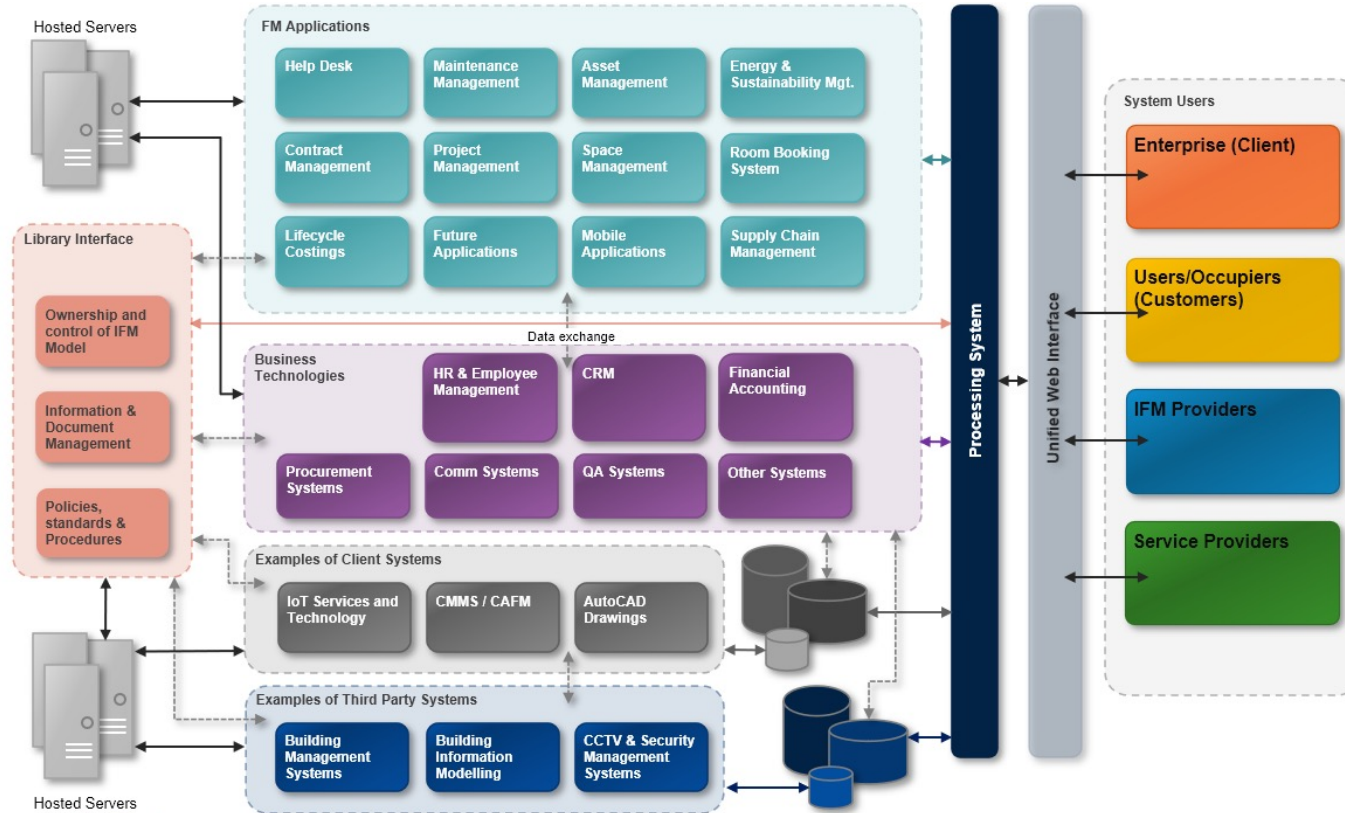 Hosted Servers
FM Applications
Help Desk
Maintenance
Management
Asset
Management
Energy &
Sustainability Mgt.
Contract
Management
Project
Management
Space
Management
Room Booking
System
Lifecycle
Costings
Future
Applications
Mobile
Applications
Supply Chain
Management
Library Interface
Ownership and
control of IFM
Model
Information &
Document
Management
Policies,
standards &
Procedures
Data exchange
Business
Technologies
HR & Employee
Management
CRM
Financial
Accounting
Procurement
Systems
Comm Systems
QA Systems
Other Systems
Examples of Client Systems
IoT Services and
Technology
CMMS / CAFM
AutoCAD
Drawings
Examples of Third Party Systems
Building
Management
Systems
Building
Information
Modelling
CCTV & Security
Management
Systems
Hosted Servers
Processing System
Unified Web Interface
System Users
Enterprise (Client)
Users/Occupiers
(Customers)
IFM Providers
Service Providers